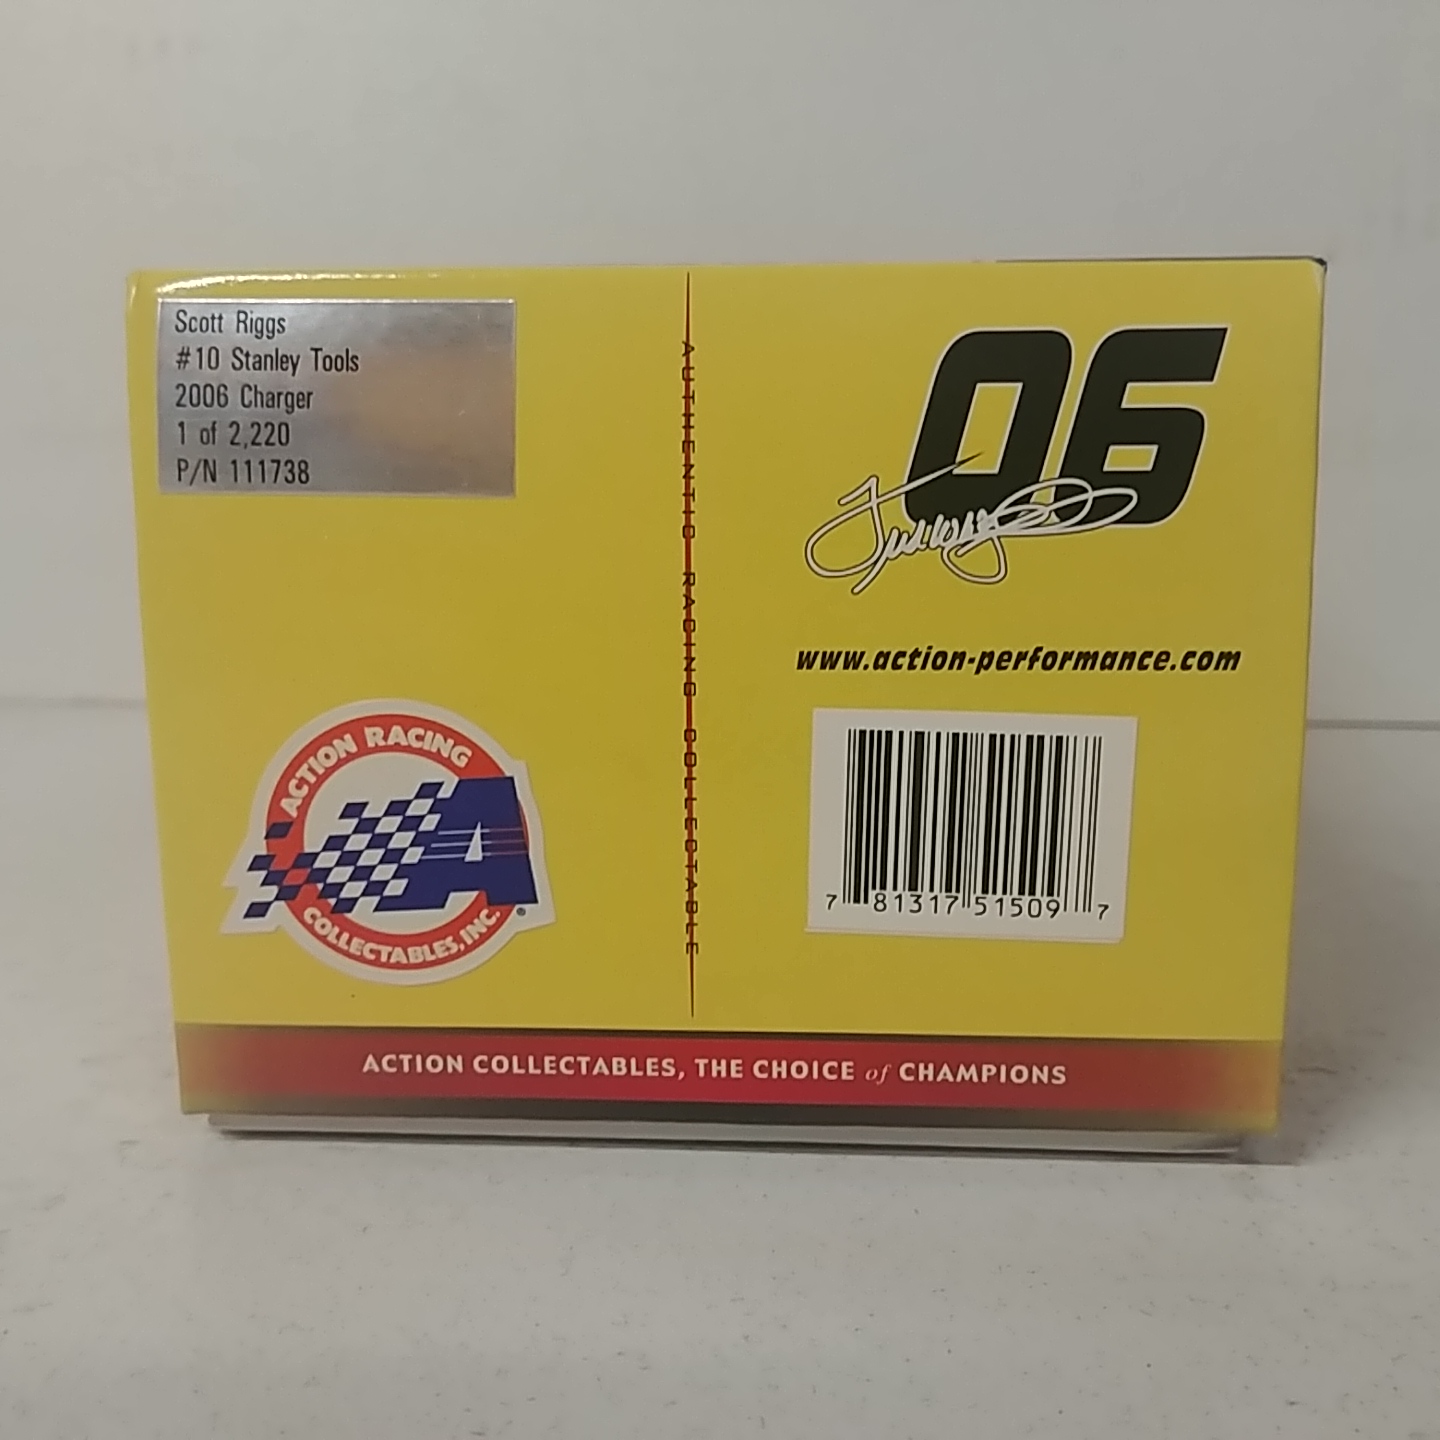 Scott Riggs
#10 Stanley Tools
2006 Charger
1 of 2,220
P/N 111738
AUTHENTIC RACING COLLECTABLE
06
www.action-performance.com
ACTION RACING
A
COLLECTABLES, INC.®
7 81317 51509 7
ACTION COLLECTABLES, THE CHOICE of CHAMPIONS